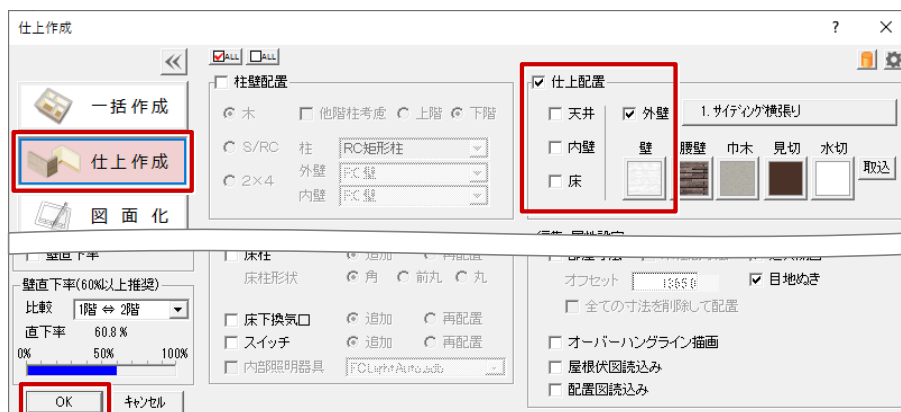 仕上作成 ? ×
≪ ALL ALL
一括作成
仕上作成
図面化
柱壁配置
木 他階柱考慮 上階 下階
S/RC 柱 RC矩形柱
2×4 外壁 RC壁
内壁 RC壁
仕上配置
天井 外壁 1. サイディング横張り
内壁 壁 腰壁 巾木 見切 水切
床 取込
壁直下率
壁直下率(60%以上推奨)
比較 1階 ⇔ 2階
直下率 60.8 %
0% 50% 100%
OK キャンセル
床柱 追加 再配置
床柱形状 角 前丸 丸
床下換気口 追加 再配置
スイッチ 追加 再配置
内部照明器具 FCLightAuto.adb
オフセット 1365.0 目地ぬき
全ての寸法を削除して配置
オーバーハングライン描画
屋根伏図読込み
配置図読込み